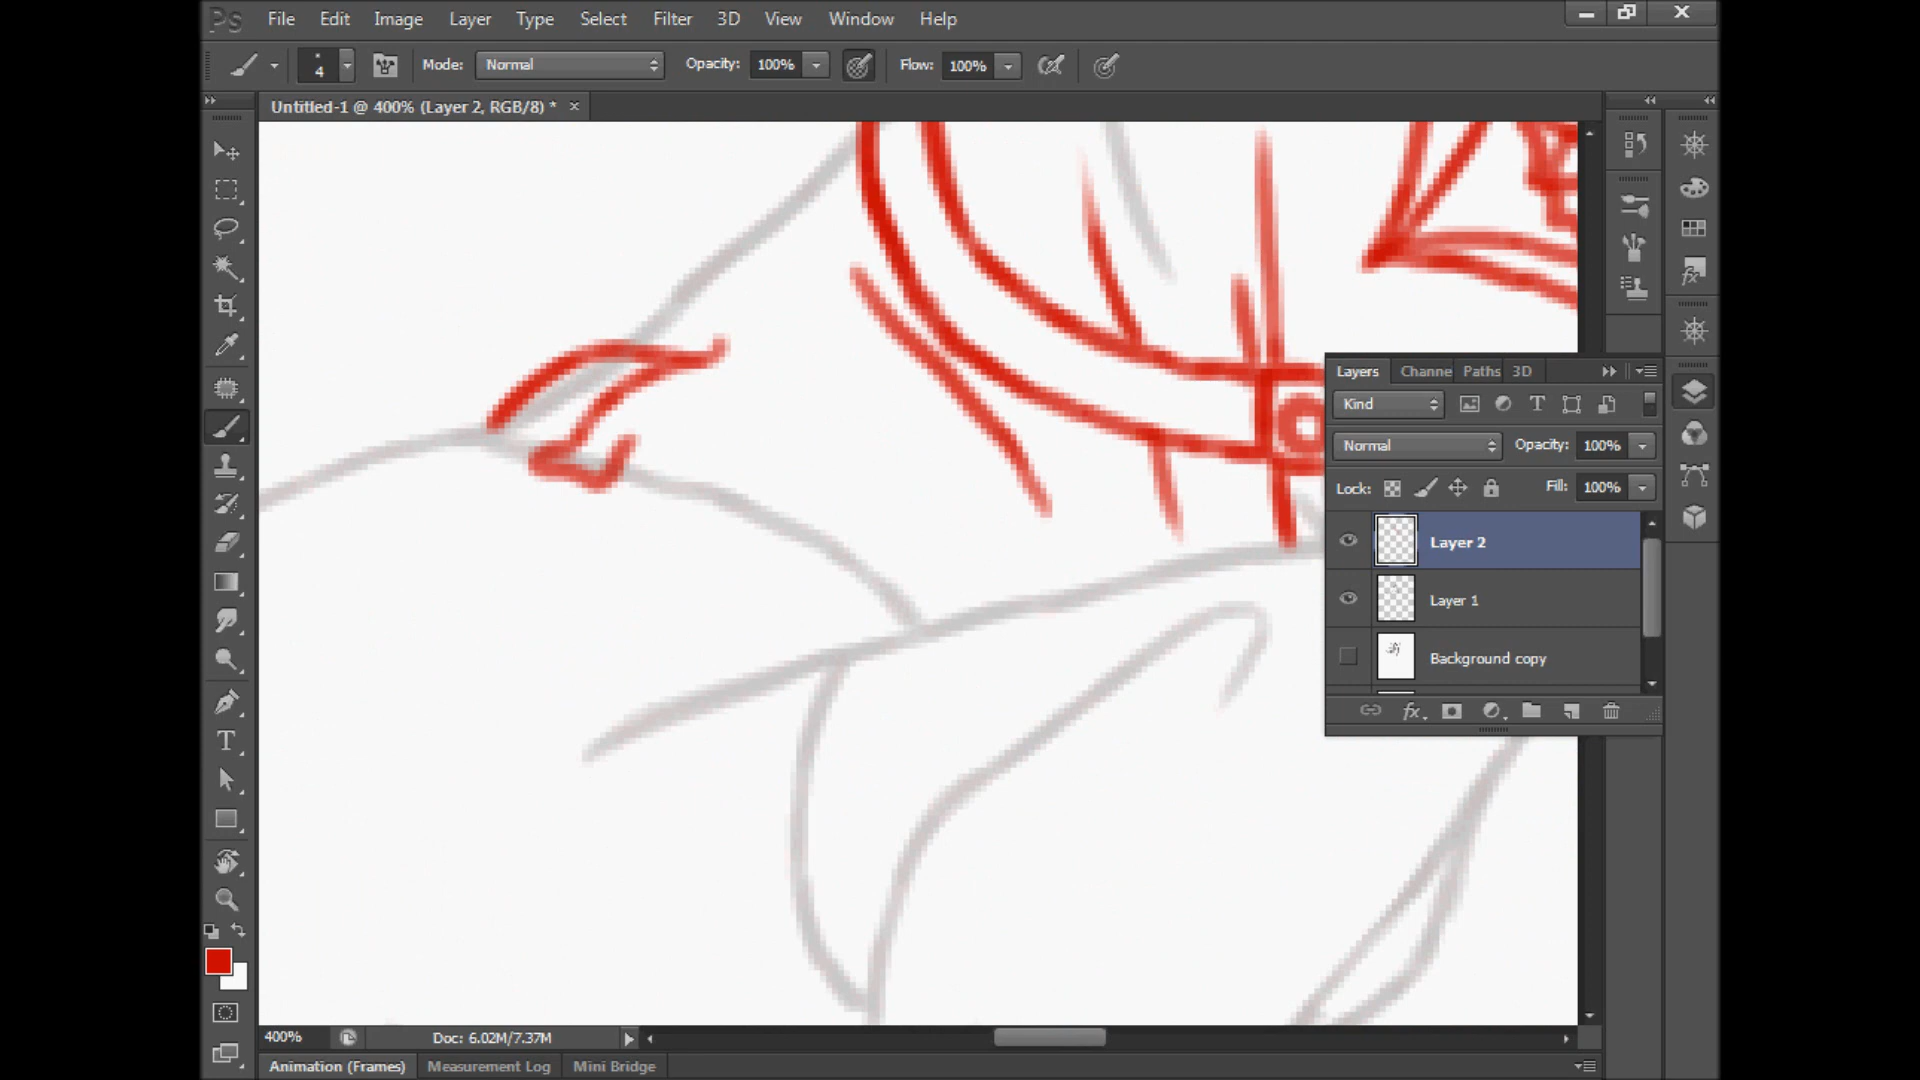 Ps File Edit Image Layer Type Select Filter 3D View Window Help
4 Mode: Normal Opacity: 100% Flow: 100%
Untitled-1 @ 400% (Layer 2, RGB/8) *
Layers Channe Paths 3D
Kind
Normal Opacity: 100%
Lock: Fill: 100%
Layer 2
Layer 1
Background copy
400% Doc: 6.02M/7.37M
Animation (Frames) Measurement Log Mini Bridge